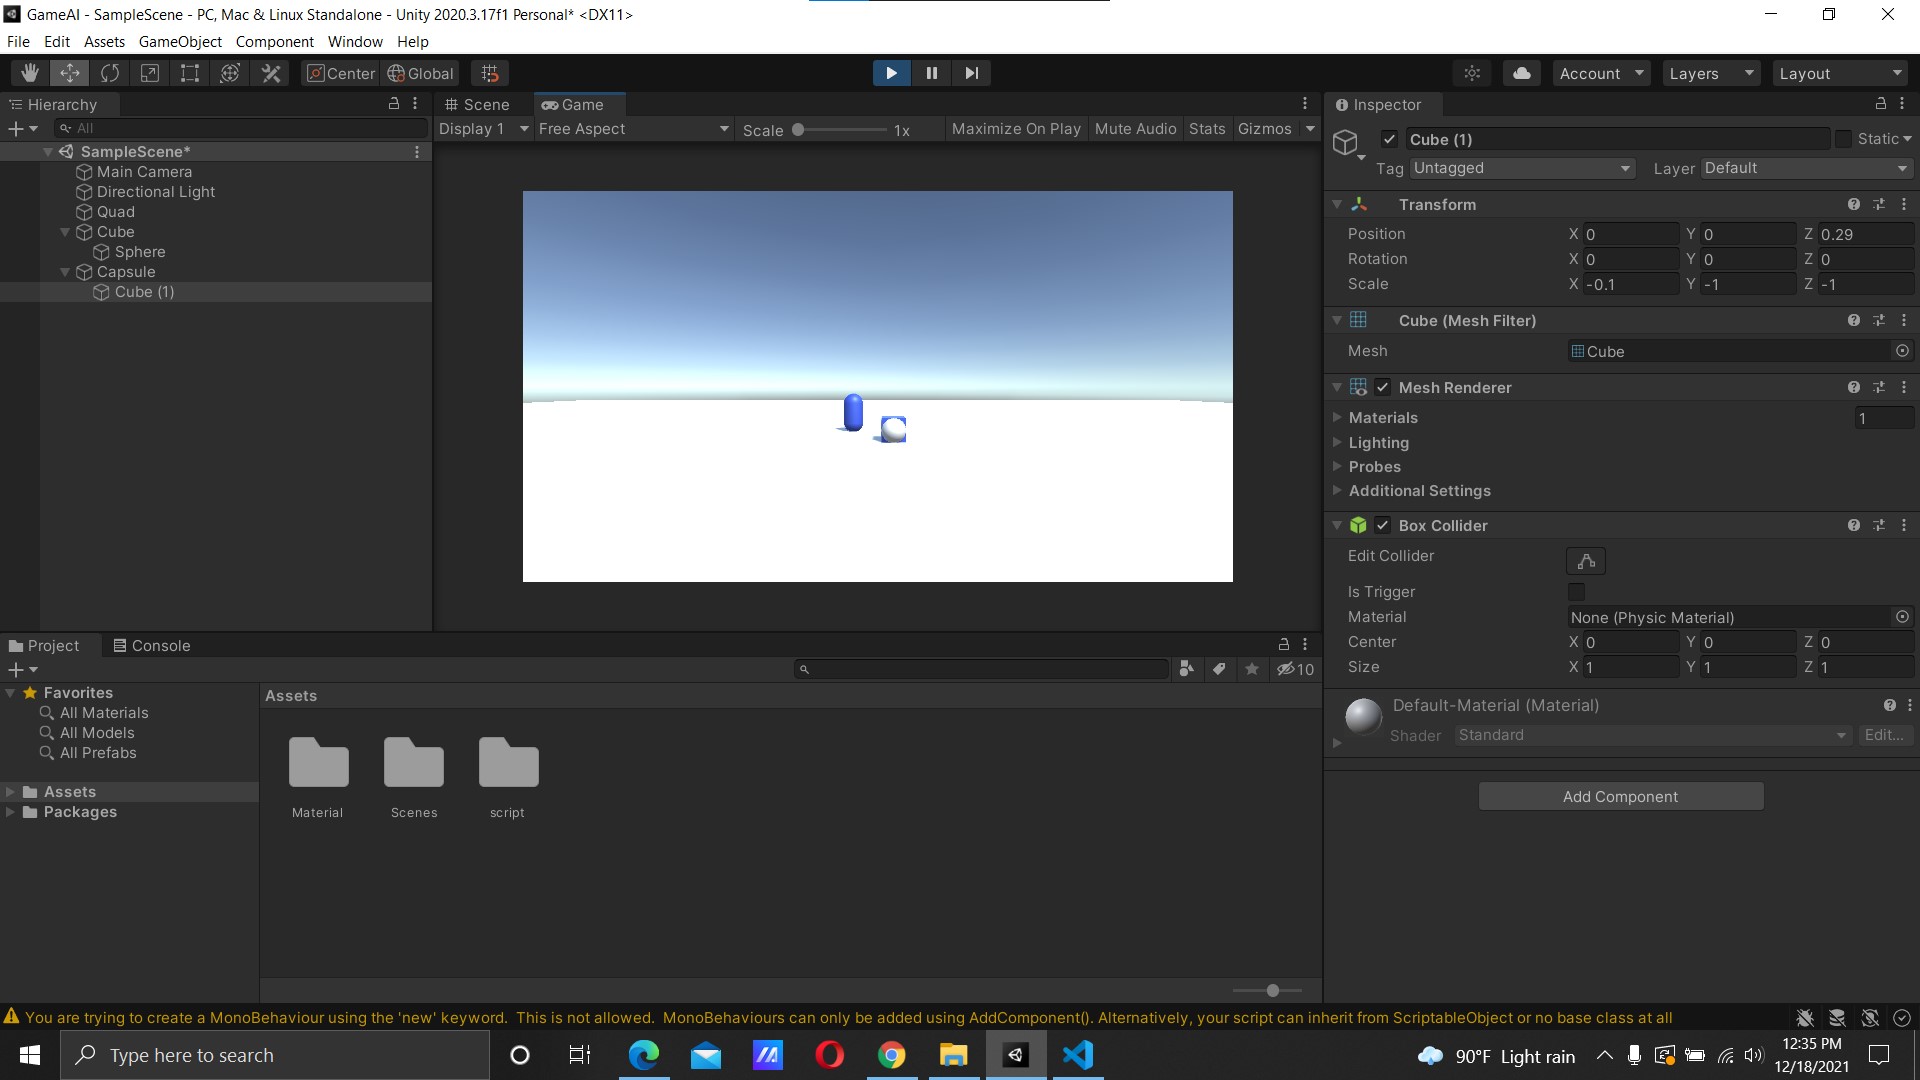 GameAI - SampleScene - PC, Mac & Linux Standalone - Unity 2020.3.17f1 Personal* <DX11>
File Edit Assets GameObject Component Window Help
Center Global Account Layers Layout
Hierarchy
All
SampleScene*
Main Camera
Directional Light
Quad
Cube
Sphere
Capsule
Cube (1)
Scene Game
Display 1 Free Aspect Scale 1x Maximize On Play Mute Audio Stats Gizmos
Inspector
Cube (1) Static
Tag Untagged Layer Default
Transform
Position X 0 Y 0 Z 0.29
Rotation X 0 Y 0 Z 0
Scale X -0.1 Y -1 Z -1
Cube (Mesh Filter)
Mesh Cube
Mesh Renderer
Materials 1
Lighting
Probes
Additional Settings
Box Collider
Edit Collider
Is Trigger
Material None (Physic Material)
Center X 0 Y 0 Z 0
Size X 1 Y 1 Z 1
Default-Material (Material)
Shader Standard Edit...
Add Component
Project Console
10
Favorites
All Materials
All Models
All Prefabs
Assets
Packages
Assets
Material Scenes script
You are trying to create a MonoBehaviour using the 'new' keyword.  This is not allowed.  MonoBehaviours can only be added using AddComponent(). Alternatively, your script can inherit from ScriptableObject or no base class at all
Type here to search
90°F Light rain
12:35 PM
12/18/2021